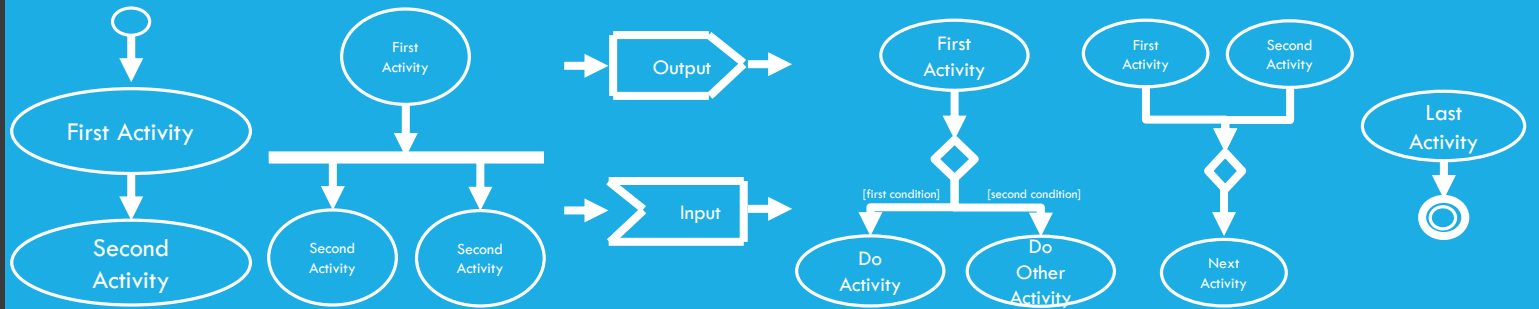 First Activity
Second
Activity
First
Activity
Second
Activity
Second
Activity
Output
Input
First
Activity
[first condition]
[second condition]
Do
Activity
Do
Other
Activity
First
Activity
Second
Activity
Next
Activity
Last
Activity